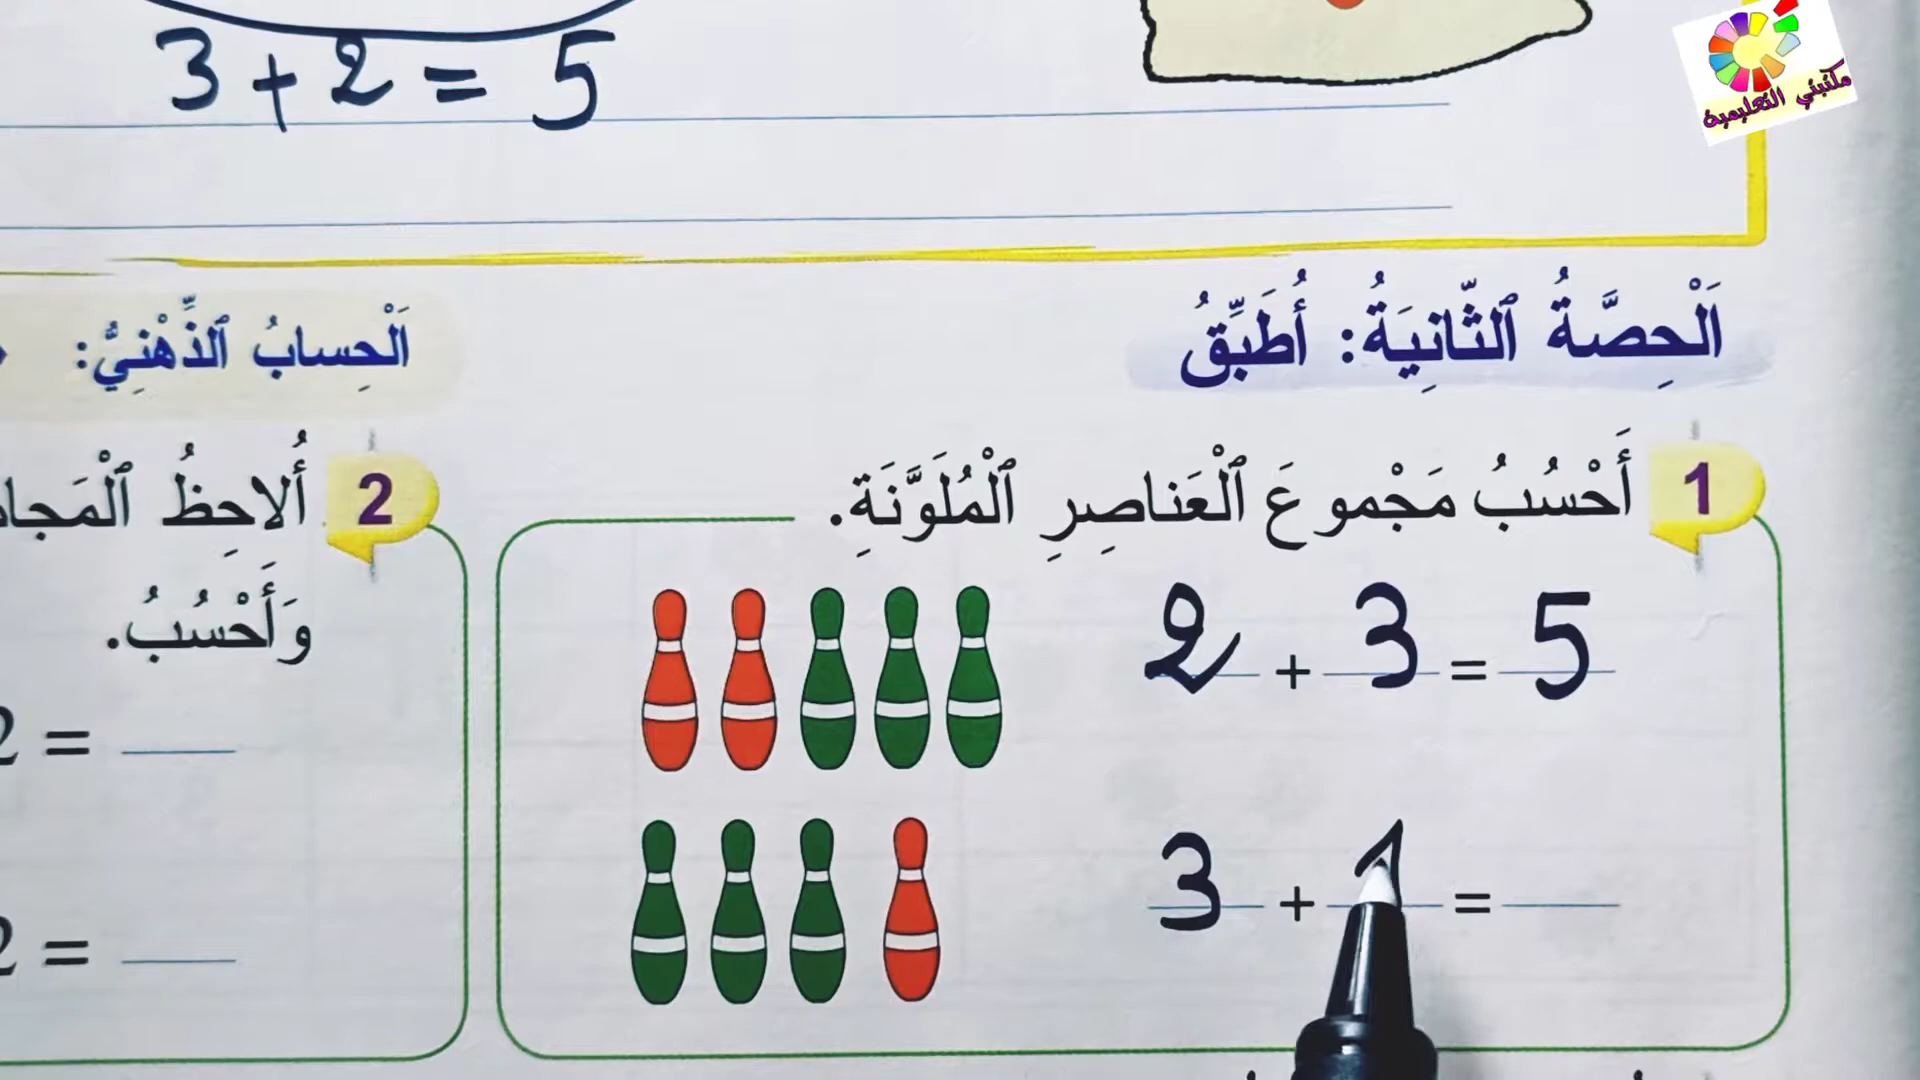 3 + 2 = 5
مكتبتي التعليمية
اَلْحِصَّةُ ٱلثّانِيَةُ: أُطَبِّقُ
اَلْحِسابُ ٱلذِّهْنِيُّ:
1 أَحْسُبُ مَجْموعَ ٱلْعَناصِرِ ٱلْمُلَوَّنَةِ.
2 + 3 = 5
3 + 1 =
2 أُلاحِظُ
وَأَحْسُبُ.
2 =
2 =